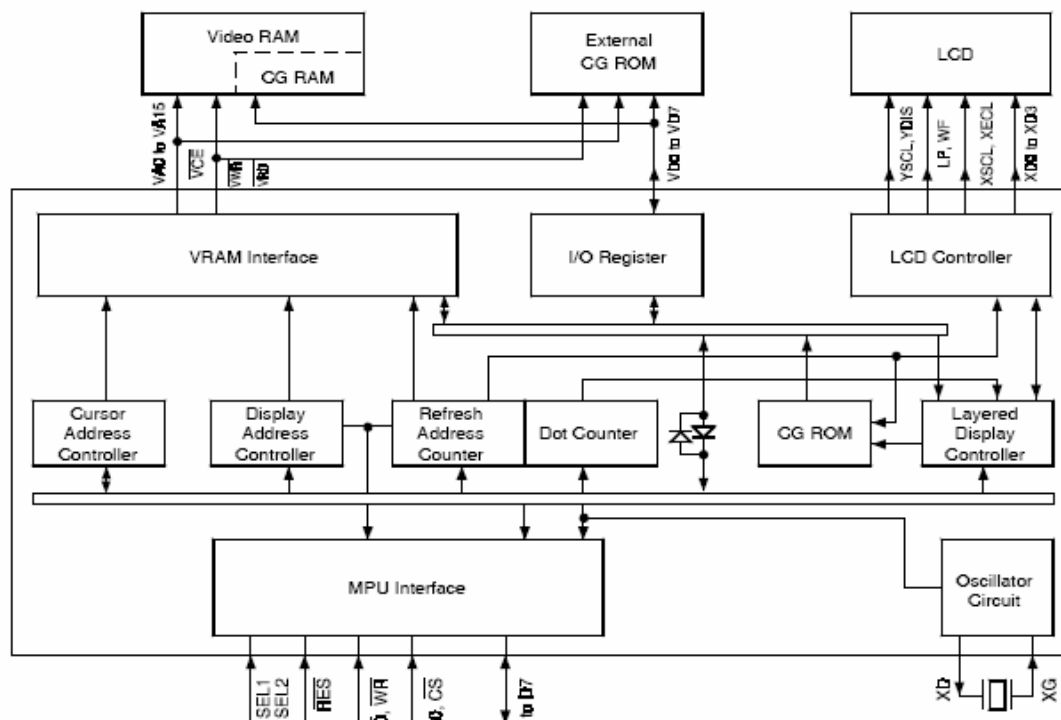 Video RAM
CG RAM
External
CG ROM
LCD
VA0 to VA15
VCE
VWR
VRD
VD0 to VD7
YSCL, YDIS
LP, WF
XSCL, XECL
XD0 to XD3
VRAM Interface
I/O Register
LCD Controller
Cursor
Address
Controller
Display
Address
Controller
Refresh
Address
Counter
Dot Counter
CG ROM
Layered
Display
Controller
MPU Interface
Oscillator
Circuit
SEL1
SEL2
RES
, WR
, CS
to D7
XD
XG